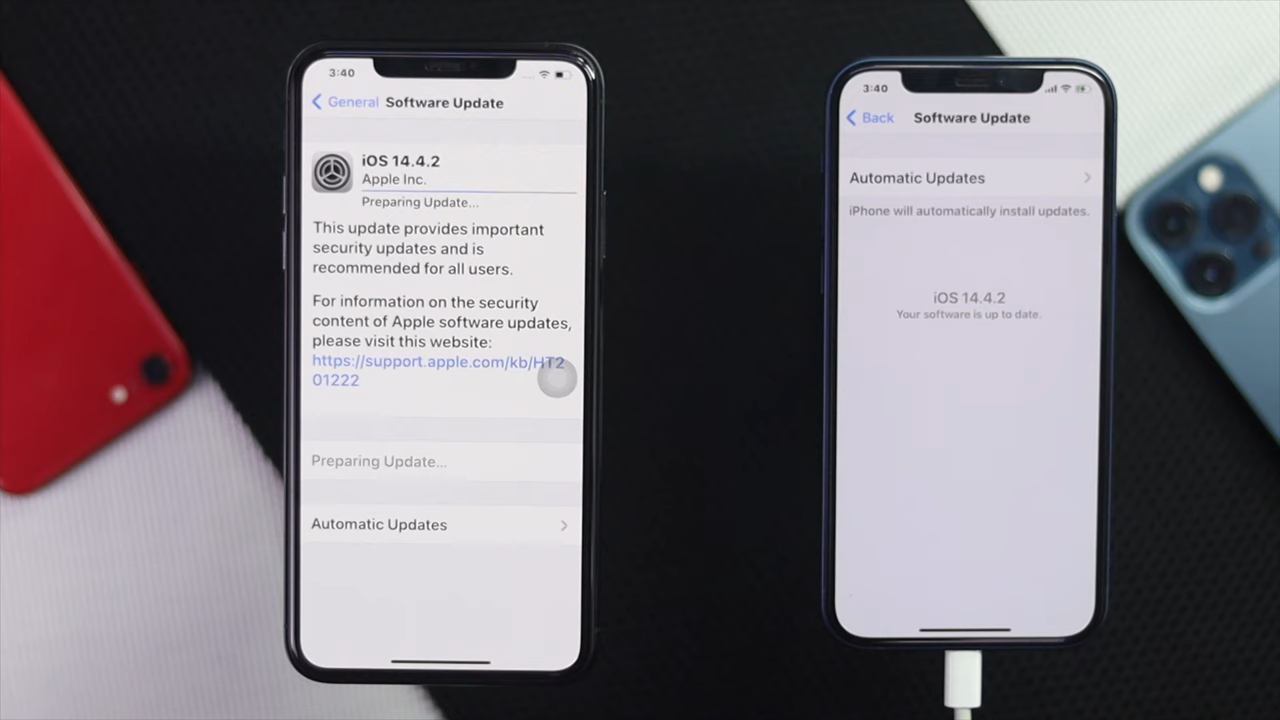 3:40
General Software Update
iOS 14.4.2
Apple Inc.
Preparing Update...
This update provides important
security updates and is
recommended for all users.
For information on the security
content of Apple software updates,
please visit this website:
https://support.apple.com/kb/HT2
01222
Preparing Update...
Automatic Updates
3:40
Back Software Update
Automatic Updates
iPhone will automatically install updates.
iOS 14.4.2
Your software is up to date.